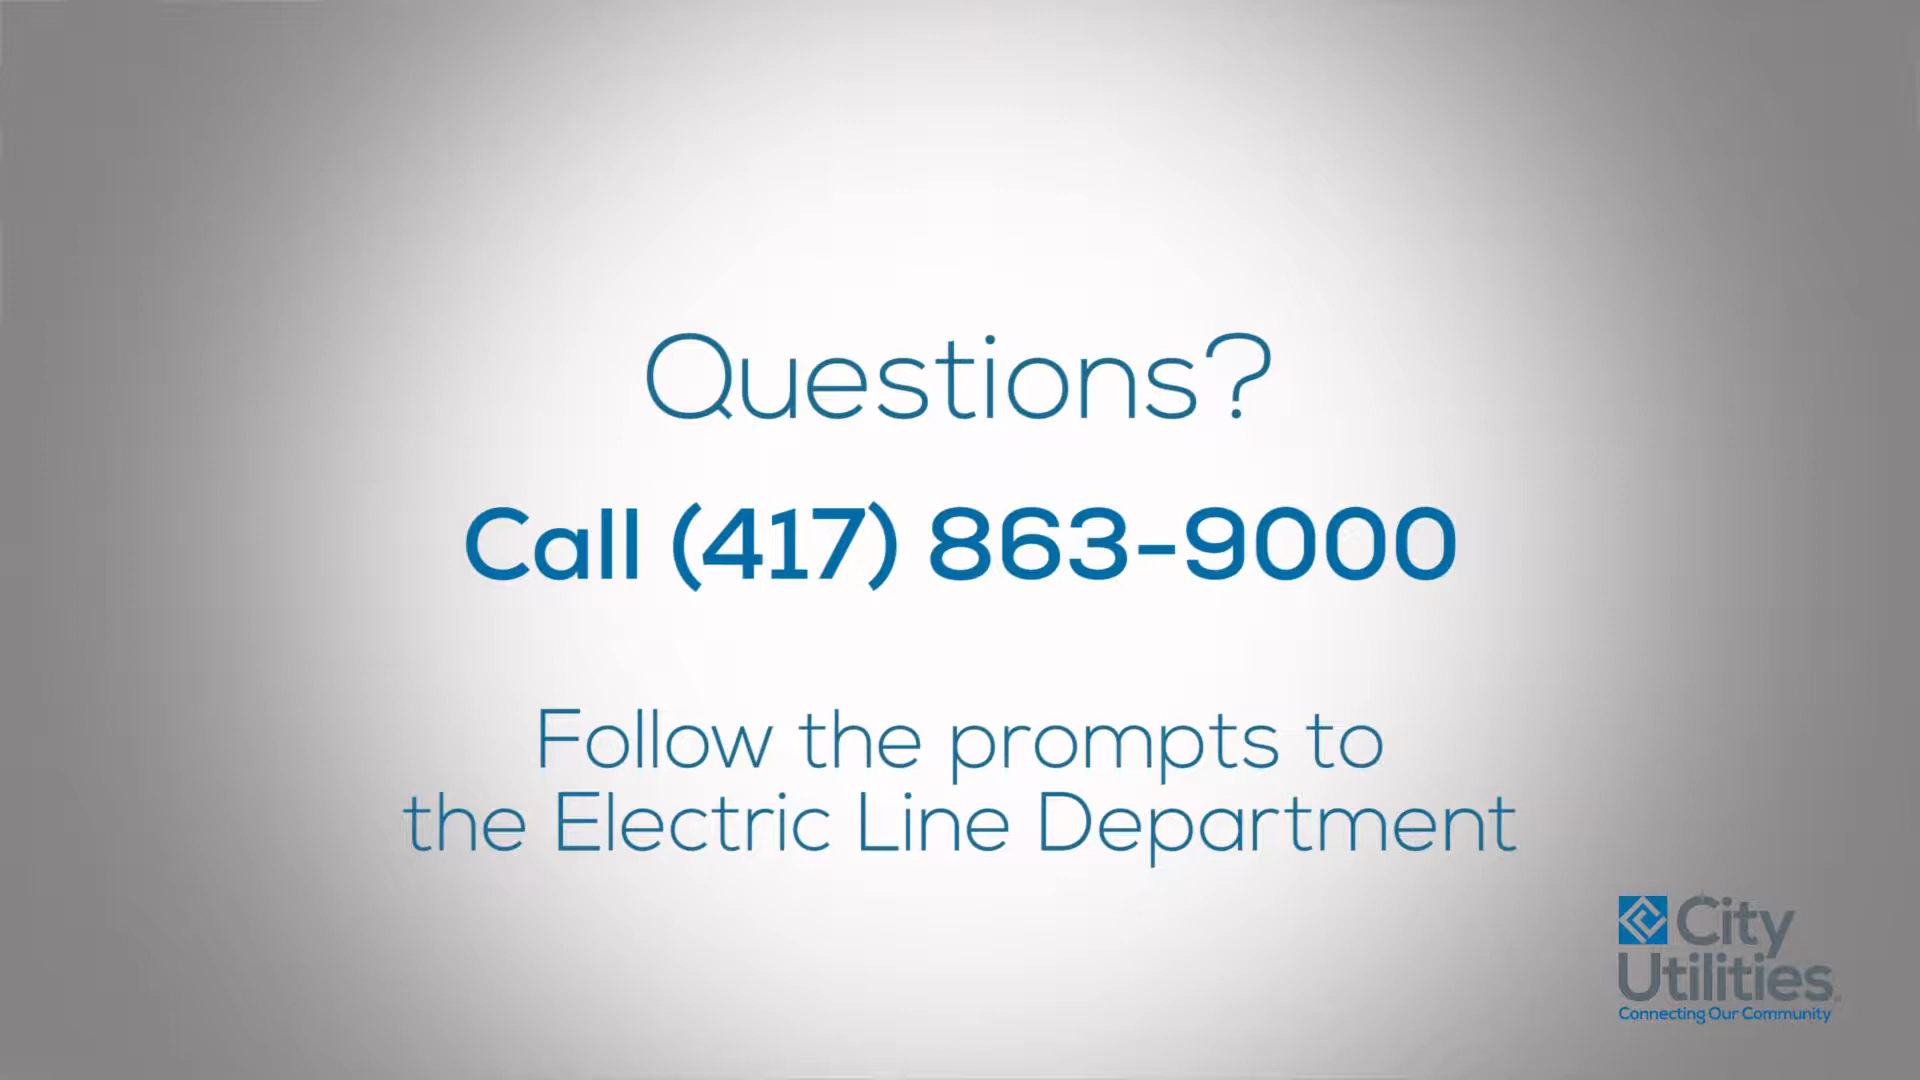 Questions?
Call (417) 863-9000
Follow the prompts to
the Electric Line Department
City
Utilities
Connecting Our Community